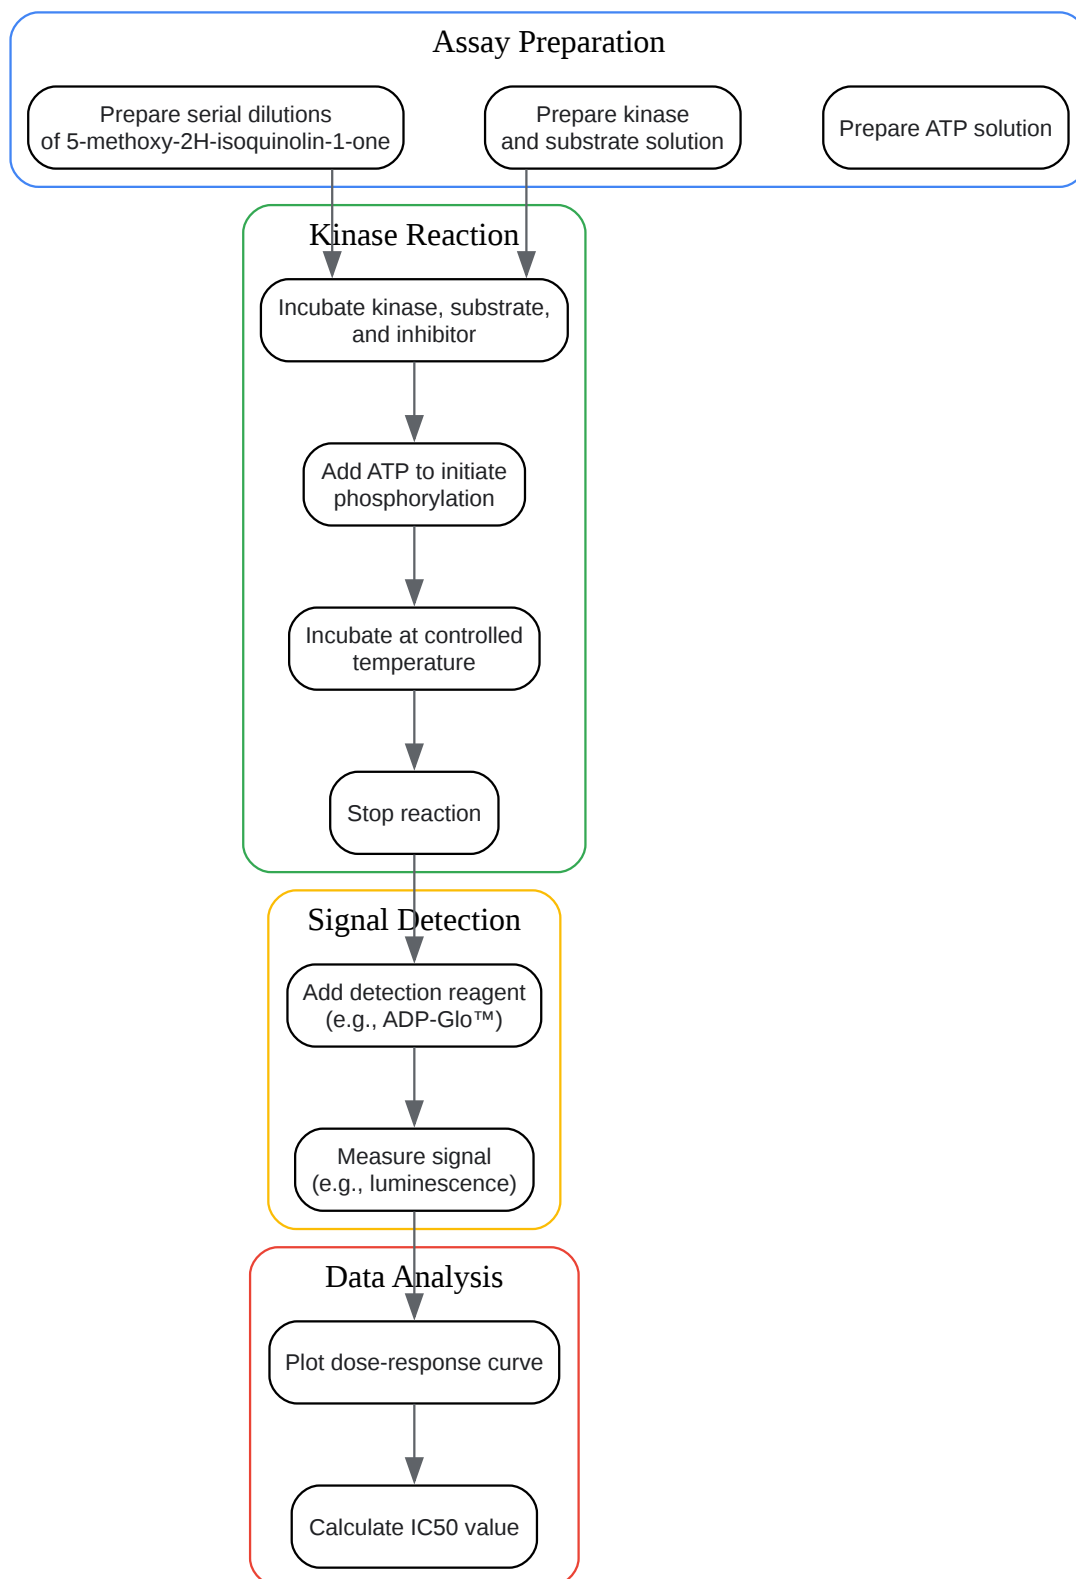 Assay Preparation
Prepare serial dilutions
of 5-methoxy-2H-isoquinolin-1-one
Prepare kinase
and substrate solution
Prepare ATP solution
Kinase Reaction
Incubate kinase, substrate,
and inhibitor
Add ATP to initiate
phosphorylation
Incubate at controlled
temperature
Stop reaction
Signal Detection
Add detection reagent
(e.g., ADP-Glo™)
Measure signal
(e.g., luminescence)
Data Analysis
Plot dose-response curve
Calculate IC50 value